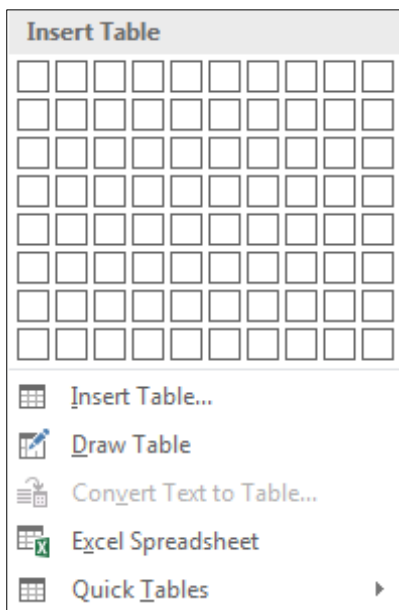 Insert Table
Insert Table...
Draw Table
Convert Text to Table...
Excel Spreadsheet
Quick Tables